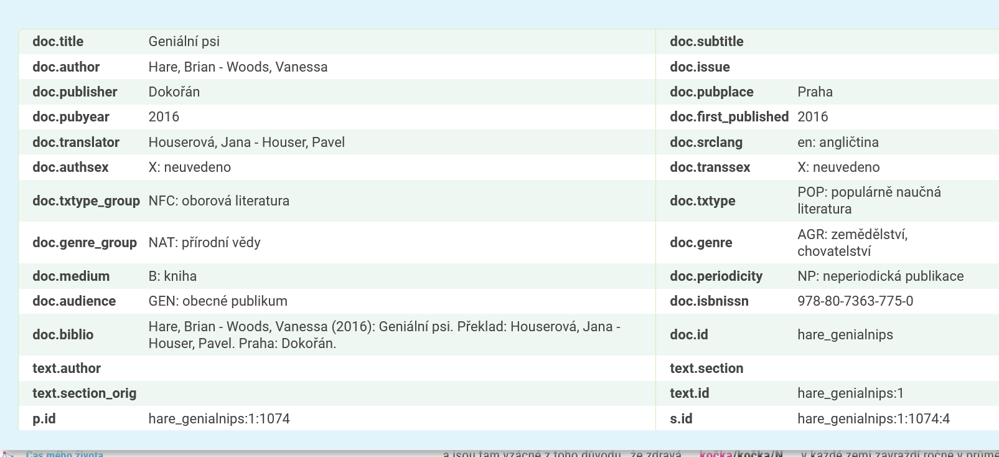 doc.title Geniální psi doc.subtitle
doc.author Hare, Brian - Woods, Vanessa doc.issue
doc.publisher Dokořán doc.pubplace Praha
doc.pubyear 2016 doc.first_published 2016
doc.translator Houserová, Jana - Houser, Pavel doc.srclang en: angličtina
doc.authsex X: neuvedeno doc.transsex X: neuvedeno
doc.txtype_group NFC: oborová literatura doc.txtype POP: populárně naučná
literatura
doc.genre_group NAT: přírodní vědy doc.genre AGR: zemědělství,
chovatelství
doc.medium B: kniha doc.periodicity NP: neperiodická publikace
doc.audience GEN: obecné publikum doc.isbnissn 978-80-7363-775-0
doc.biblio Hare, Brian - Woods, Vanessa (2016): Geniální psi. Překlad: Houserová, Jana -
Houser, Pavel. Praha: Dokořán. doc.id hare_genialnips
text.author text.section
text.section_orig text.id hare_genialnips:1
p.id hare_genialnips:1:1074 s.id hare_genialnips:1:1074:4
Čas mého života a jsou tam vzácné z toho důvodu, že zdravá kočka/kočka/N v každé zemi zavraždí ročně v